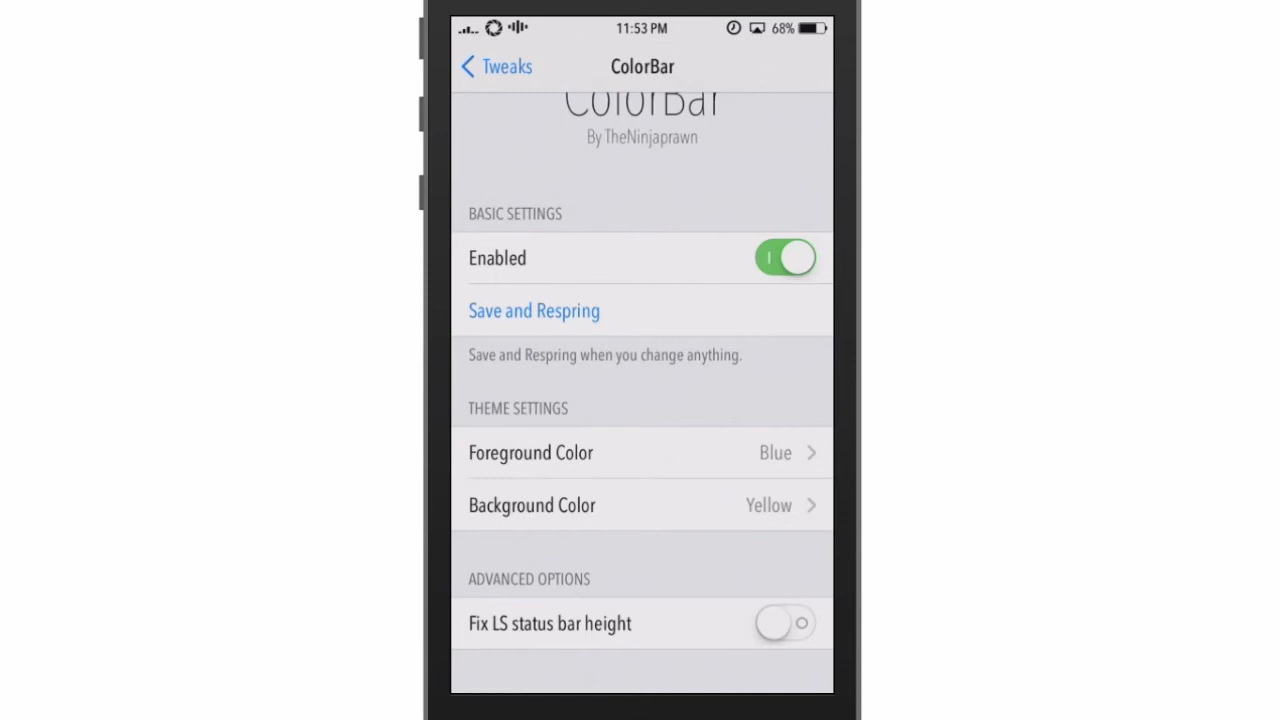 11:53 PM 68%
Tweaks ColorBar
ColorBar
By TheNinjaprawn
BASIC SETTINGS
Enabled
Save and Respring
Save and Respring when you change anything.
THEME SETTINGS
Foreground Color Blue
Background Color Yellow
ADVANCED OPTIONS
Fix LS status bar height